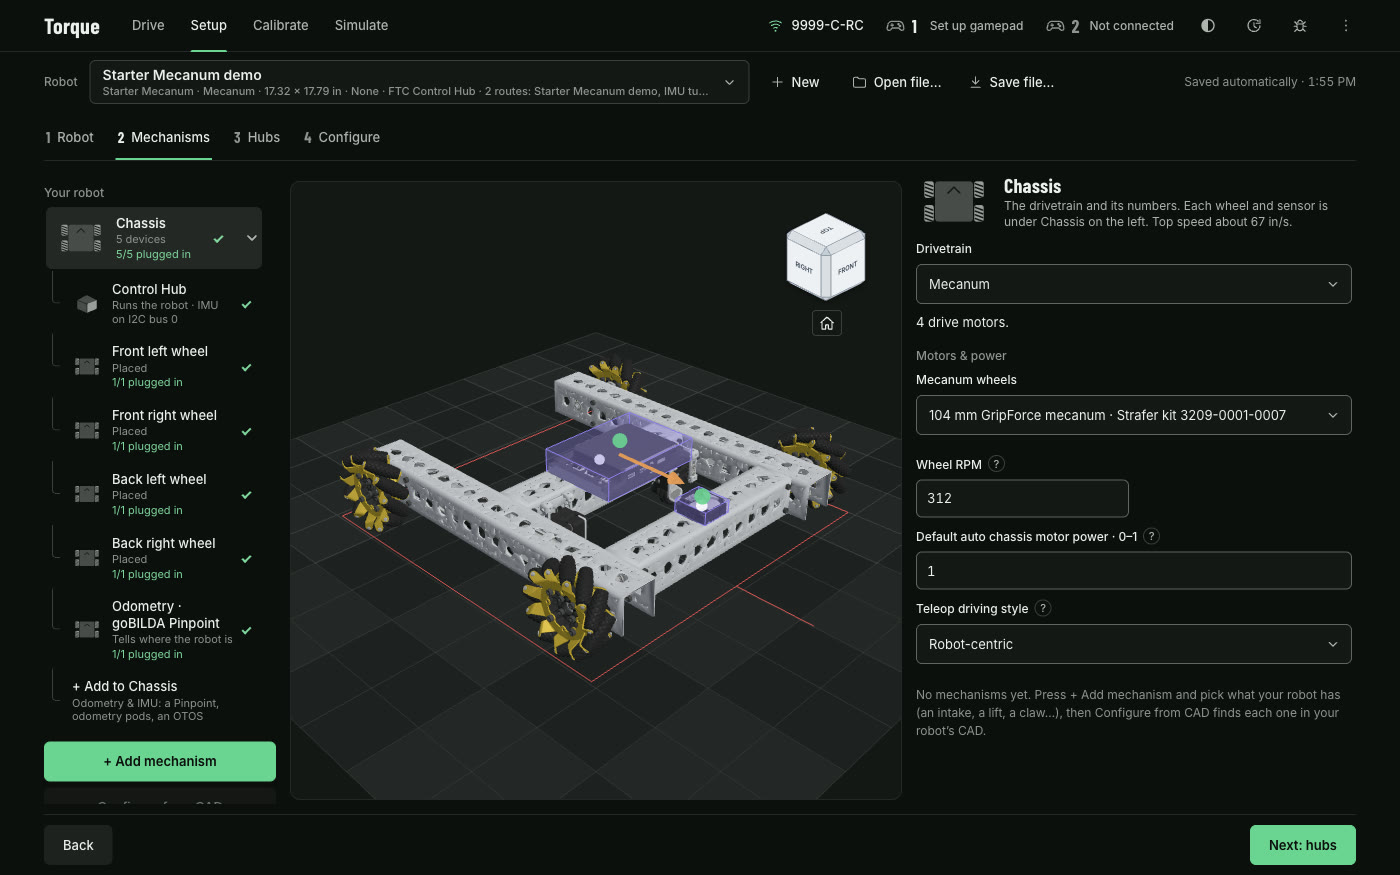 Torque
Drive
Setup
Calibrate
Simulate
9999-C-RC
1 Set up gamepad
2 Not connected
Robot
Starter Mecanum demo
Starter Mecanum · Mecanum · 17.32 × 17.79 in · None · FTC Control Hub · 2 routes: Starter Mecanum demo, IMU tu...
New
Open file...
Save file...
Saved automatically · 1:55 PM
1 Robot
2 Mechanisms
3 Hubs
4 Configure
Your robot
Chassis
5 devices
5/5 plugged in
Control Hub
Runs the robot · IMU
on I2C bus 0
Front left wheel
Placed
1/1 plugged in
Front right wheel
Placed
1/1 plugged in
Back left wheel
Placed
1/1 plugged in
Back right wheel
Placed
1/1 plugged in
Odometry ·
goBILDA Pinpoint
Tells where the robot is
1/1 plugged in
+ Add to Chassis
Odometry & IMU: a Pinpoint,
odometry pods, an OTOS
+ Add mechanism
TOP
RIGHT
FRONT
Chassis
The drivetrain and its numbers. Each wheel and sensor is
under Chassis on the left. Top speed about 67 in/s.
Drivetrain
Mecanum
4 drive motors.
Motors & power
Mecanum wheels
104 mm GripForce mecanum · Strafer kit 3209-0001-0007
Wheel RPM ?
312
Default auto chassis motor power · 0–1 ?
1
Teleop driving style ?
Robot-centric
No mechanisms yet. Press + Add mechanism and pick what your robot has
(an intake, a lift, a claw...), then Configure from CAD finds each one in your
robot's CAD.
Back
Next: hubs